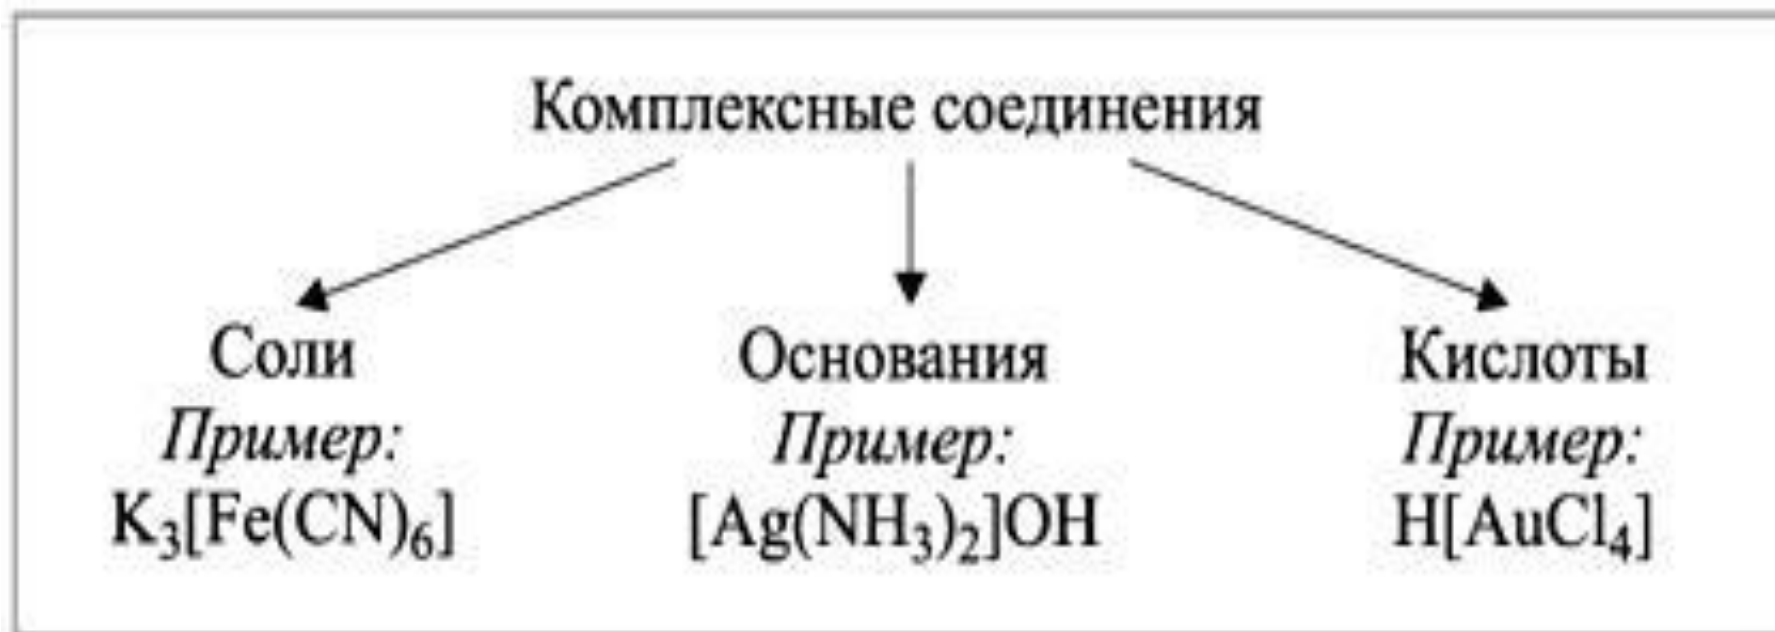 Комплексные соединения
Соли Основания Кислоты
Пример: Пример: Пример:
K₃[Fe(CN)₆] [Ag(NH₃)₂]OH H[AuCl₄]